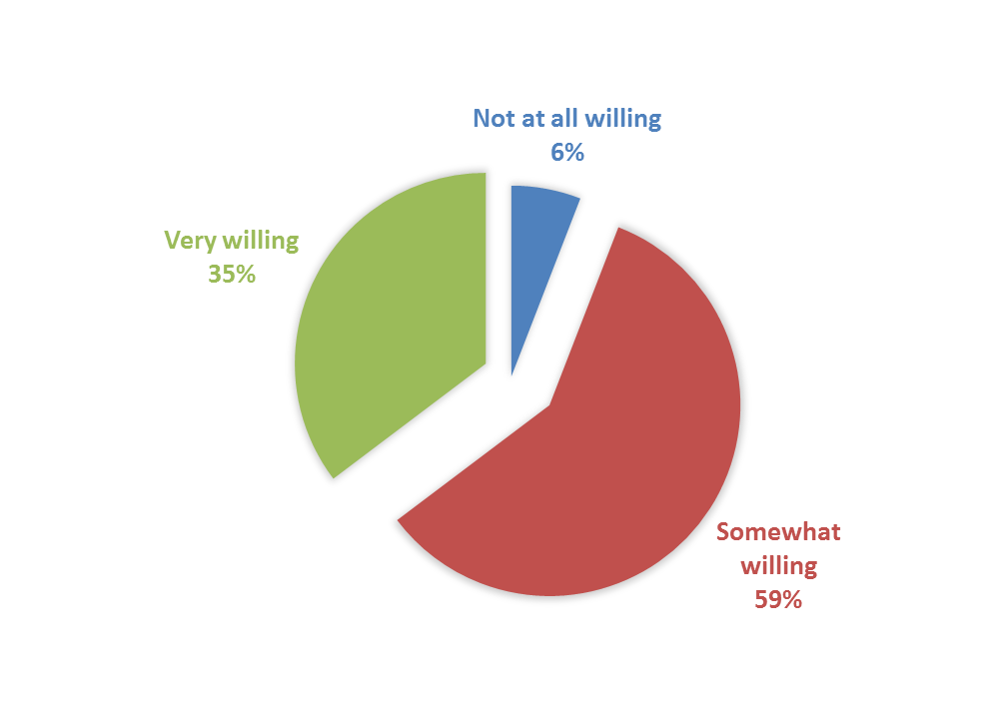 Not at all willing
6%
Very willing
35%
Somewhat
willing
59%